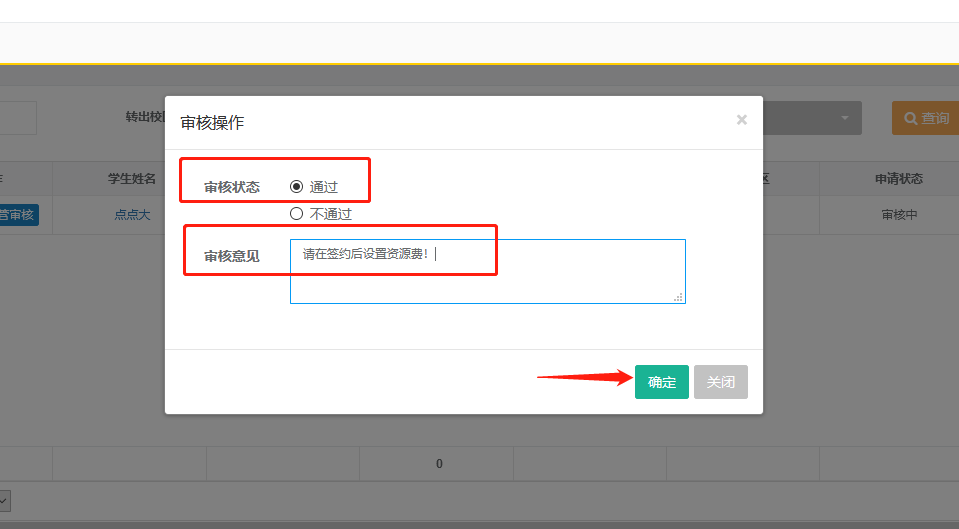 转出校
查询
审核操作
×
学生姓名
区
申请状态
营审核
点点大
审核中
审核状态
通过
不通过
审核意见
请在签约后设置资源费!
确定
关闭
0